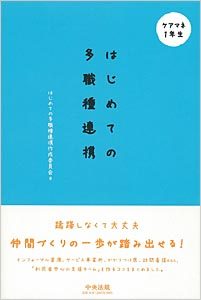 ケアマネ
1年生
はじめての
多職種連携
はじめての多職種連携作成委員会=編
躊躇しなくて大丈夫
仲間づくりの一歩が踏み出せる!
中央法規